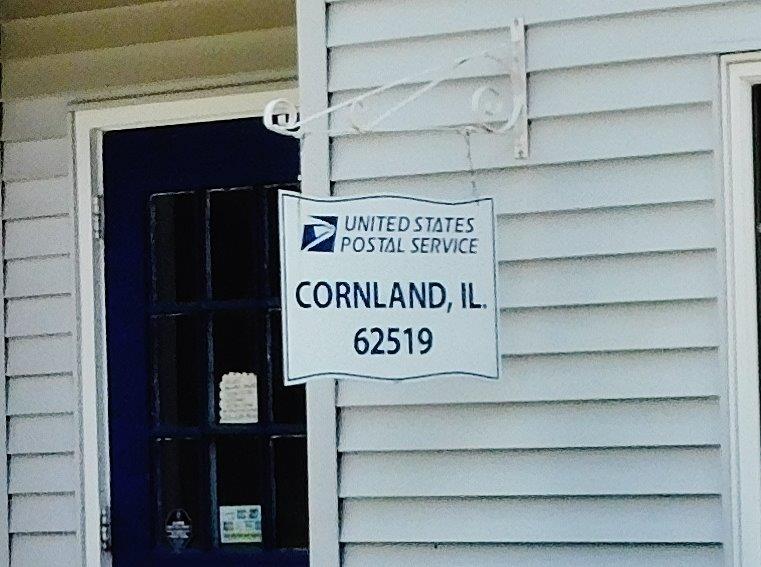 UNITED STATES
POSTAL SERVICE
CORNLAND, IL.
62519